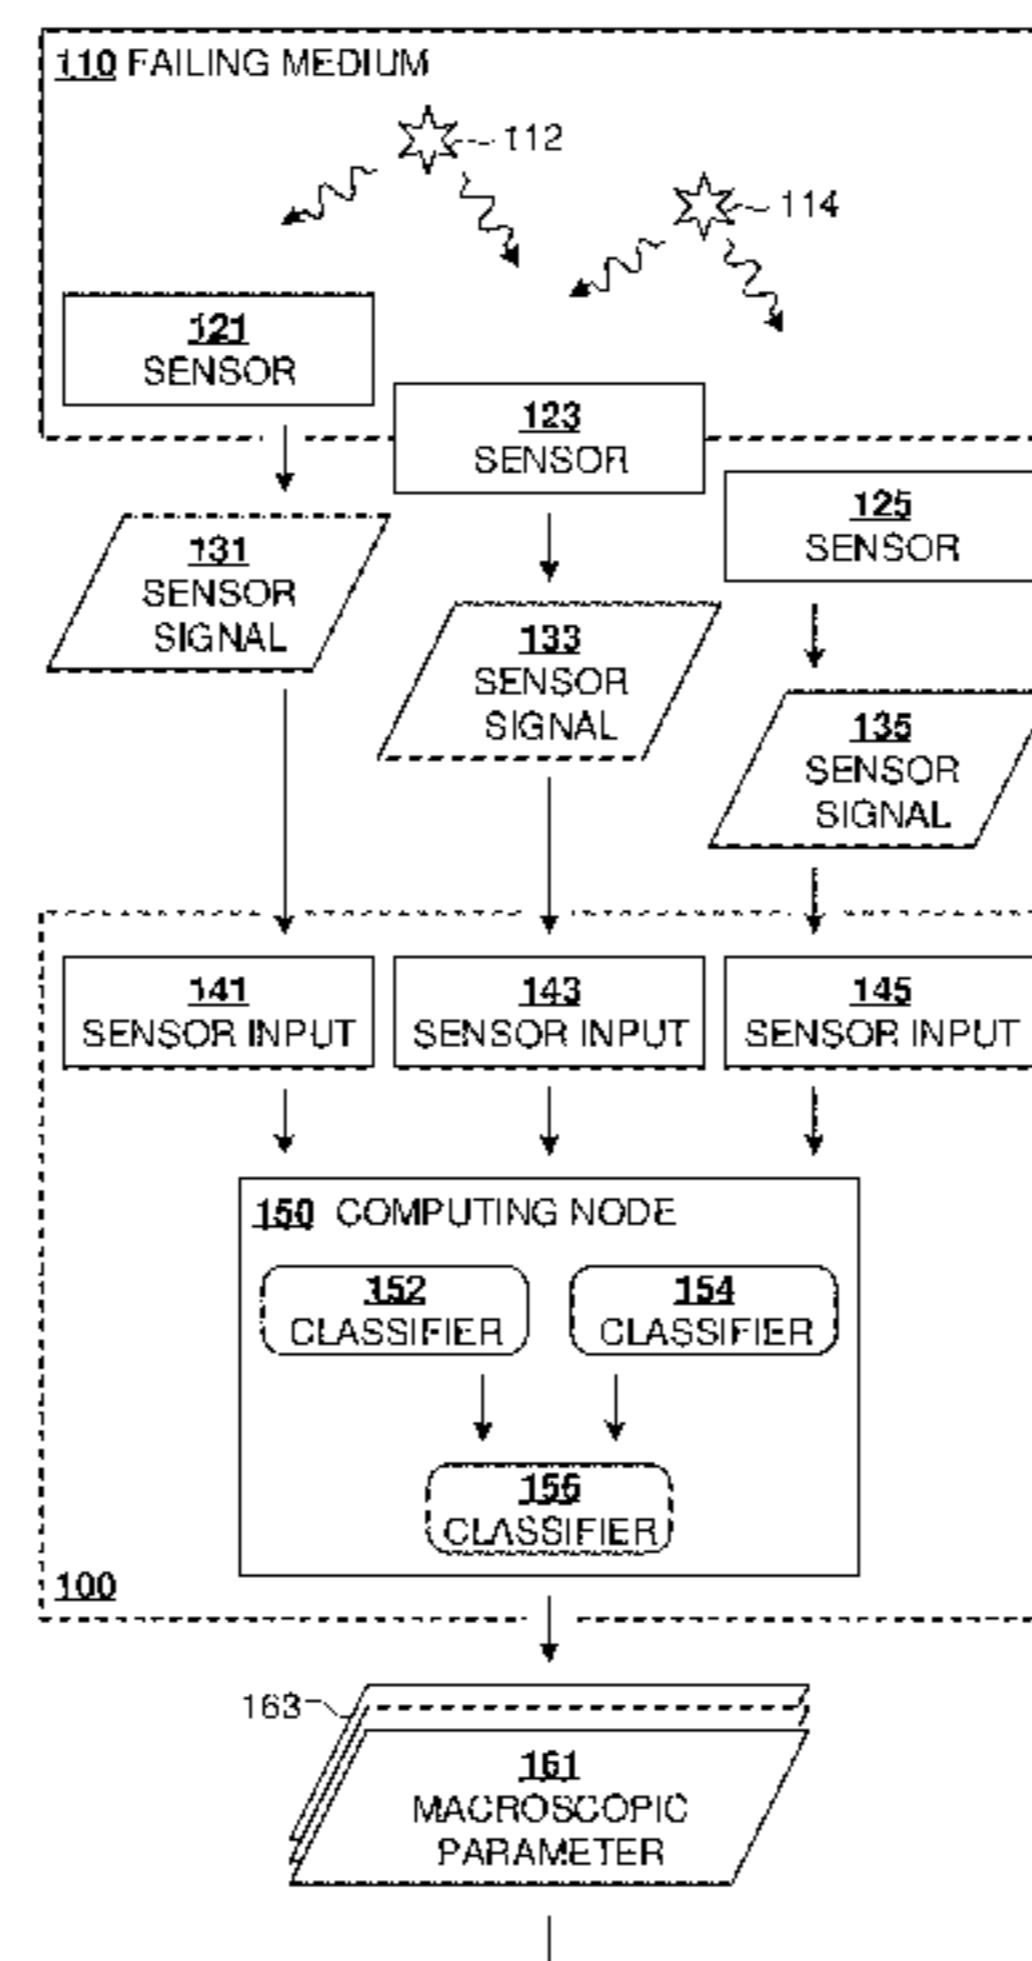 110 FAILING MEDIUM
112
114
121
SENSOR
123
SENSOR
125
SENSOR
131
SENSOR
SIGNAL
133
SENSOR
SIGNAL
135
SENSOR
SIGNAL
141
SENSOR INPUT
143
SENSOR INPUT
145
SENSOR INPUT
150 COMPUTING NODE
152
CLASSIFIER
154
CLASSIFIER
156
CLASSIFIER
100
163
161
MACROSCOPIC
PARAMETER